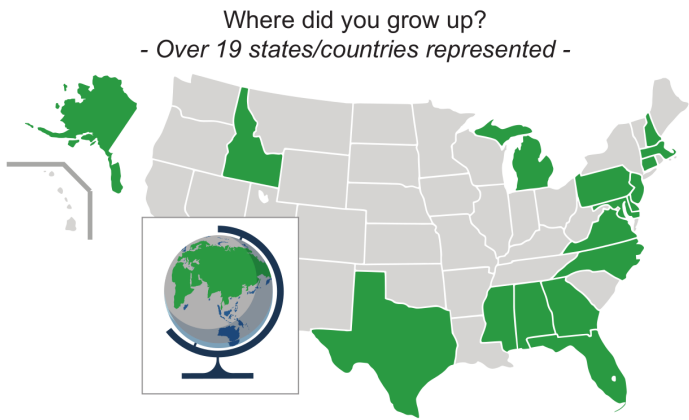 Where did you grow up?
- Over 19 states/countries represented -